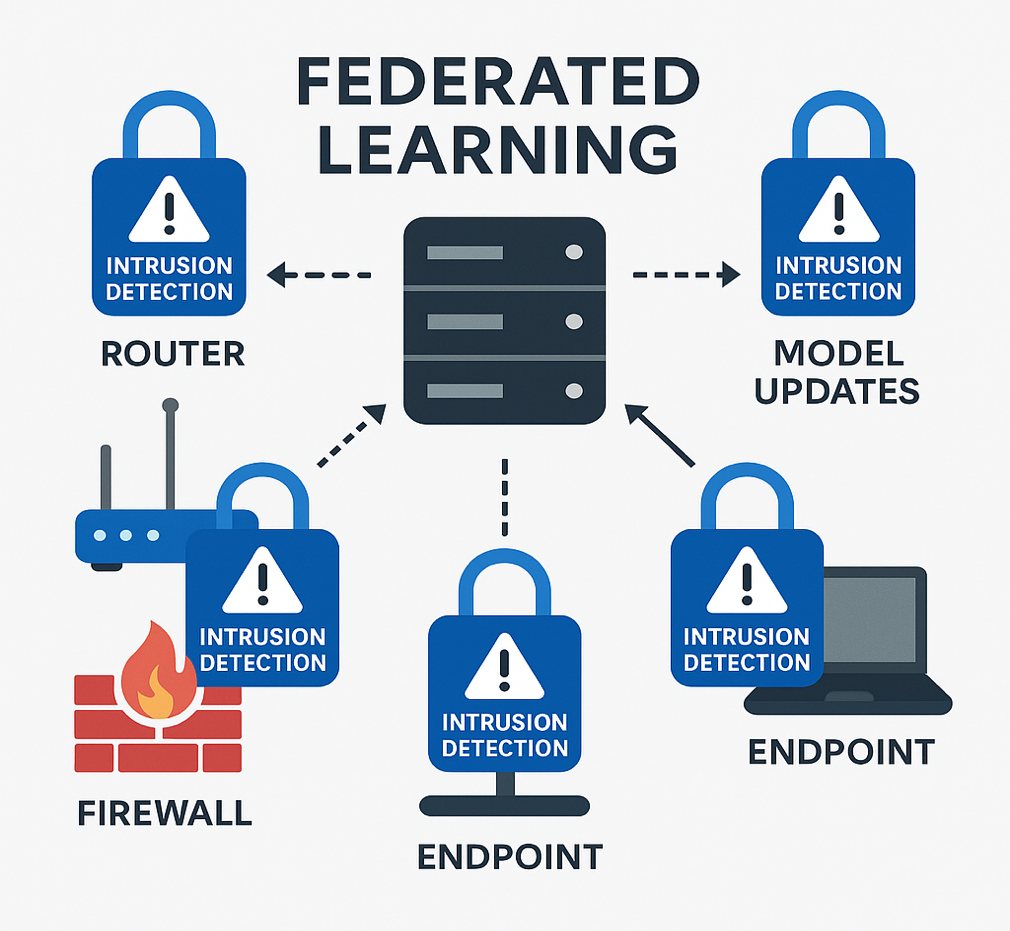 FEDERATED
LEARNING
INTRUSION
DETECTION
ROUTER
INTRUSION
DETECTION
MODEL
UPDATES
INTRUSION
DETECTION
FIREWALL
INTRUSION
DETECTION
ENDPOINT
INTRUSION
DETECTION
ENDPOINT